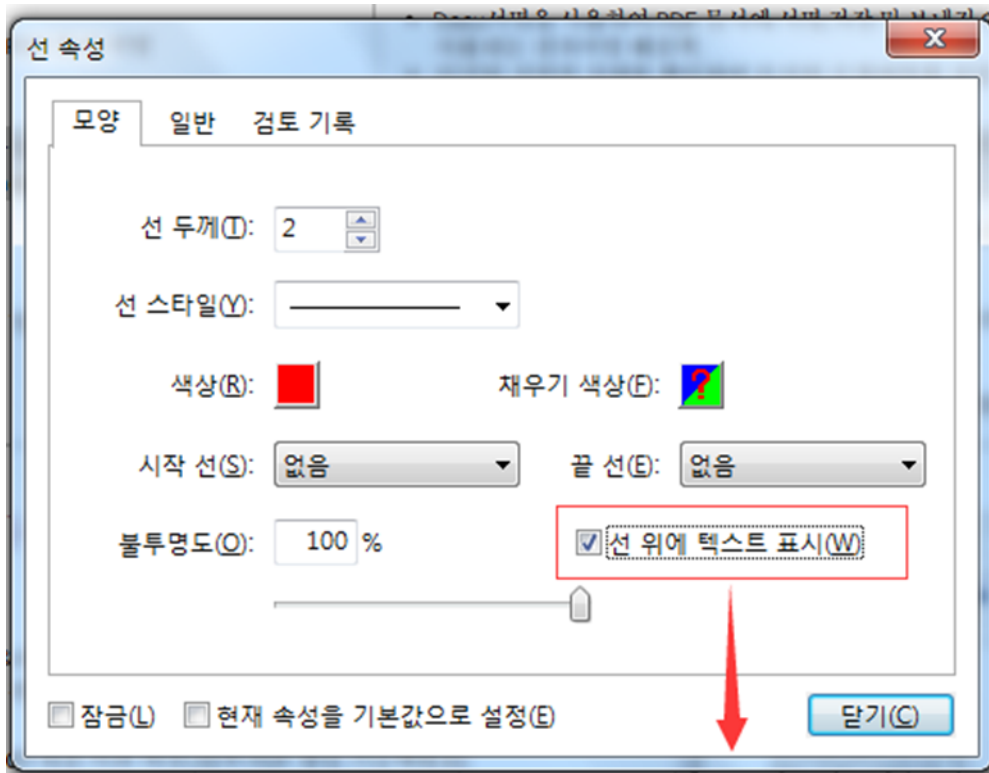 선 속성
모양 일반 검토 기록
선 두께(T): 2
선 스타일(Y):
색상(R): 채우기 색상(F): ?
시작 선(S): 없음 끝 선(E): 없음
불투명도(O): 100 % 선 위에 텍스트 표시(W)
잠금(L) 현재 속성을 기본값으로 설정(E) 닫기(C)